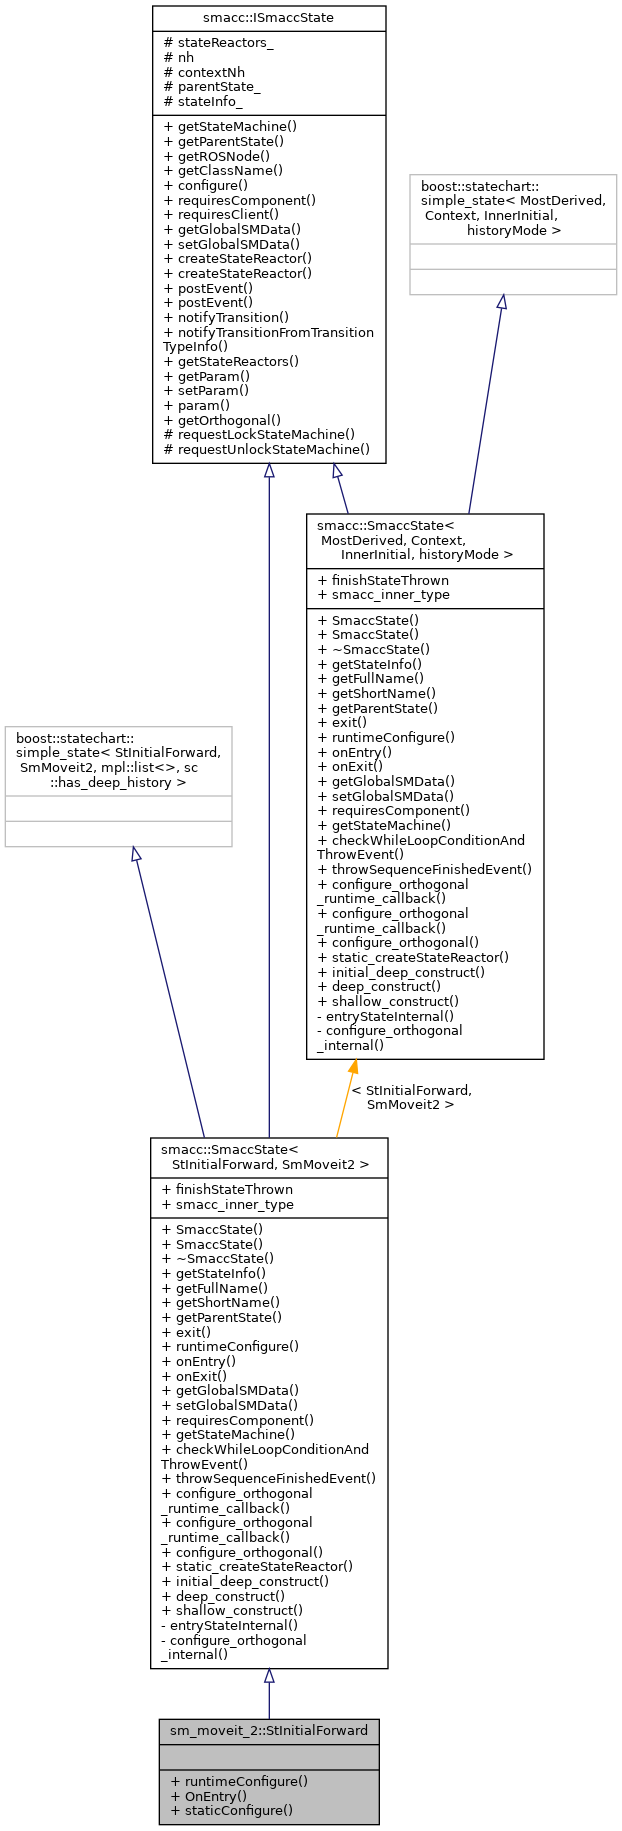 smacc::ISmaccState
# stateReactors_
# nh
# contextNh
# parentState_
# stateInfo_
+ getStateMachine()
+ getParentState()
+ getROSNode()
+ getClassName()
+ configure()
+ requiresComponent()
+ requiresClient()
+ getGlobalSMData()
+ setGlobalSMData()
+ createStateReactor()
+ createStateReactor()
+ postEvent()
+ postEvent()
+ notifyTransition()
+ notifyTransitionFromTransition
TypeInfo()
+ getStateReactors()
+ getParam()
+ setParam()
+ param()
+ getOrthogonal()
# requestLockStateMachine()
# requestUnlockStateMachine()
boost::statechart::
simple_state< MostDerived,
Context, InnerInitial,
historyMode >
smacc::SmaccState<
MostDerived, Context,
InnerInitial, historyMode >
+ finishStateThrown
+ smacc_inner_type
+ SmaccState()
+ SmaccState()
+ ~SmaccState()
+ getStateInfo()
+ getFullName()
+ getShortName()
+ getParentState()
+ exit()
+ runtimeConfigure()
+ onEntry()
+ onExit()
+ getGlobalSMData()
+ setGlobalSMData()
+ requiresComponent()
+ getStateMachine()
+ checkWhileLoopConditionAnd
ThrowEvent()
+ throwSequenceFinishedEvent()
+ configure_orthogonal
_runtime_callback()
+ configure_orthogonal
_runtime_callback()
+ configure_orthogonal()
+ static_createStateReactor()
+ initial_deep_construct()
+ deep_construct()
+ shallow_construct()
- entryStateInternal()
- configure_orthogonal
_internal()
boost::statechart::
simple_state< StInitialForward,
SmMoveit2, mpl::list<>, sc
::has_deep_history >
< StInitialForward,
SmMoveit2 >
smacc::SmaccState<
StInitialForward, SmMoveit2 >
+ finishStateThrown
+ smacc_inner_type
+ SmaccState()
+ SmaccState()
+ ~SmaccState()
+ getStateInfo()
+ getFullName()
+ getShortName()
+ getParentState()
+ exit()
+ runtimeConfigure()
+ onEntry()
+ onExit()
+ getGlobalSMData()
+ setGlobalSMData()
+ requiresComponent()
+ getStateMachine()
+ checkWhileLoopConditionAnd
ThrowEvent()
+ throwSequenceFinishedEvent()
+ configure_orthogonal
_runtime_callback()
+ configure_orthogonal
_runtime_callback()
+ configure_orthogonal()
+ static_createStateReactor()
+ initial_deep_construct()
+ deep_construct()
+ shallow_construct()
- entryStateInternal()
- configure_orthogonal
_internal()
sm_moveit_2::StInitialForward
+ runtimeConfigure()
+ OnEntry()
+ staticConfigure()